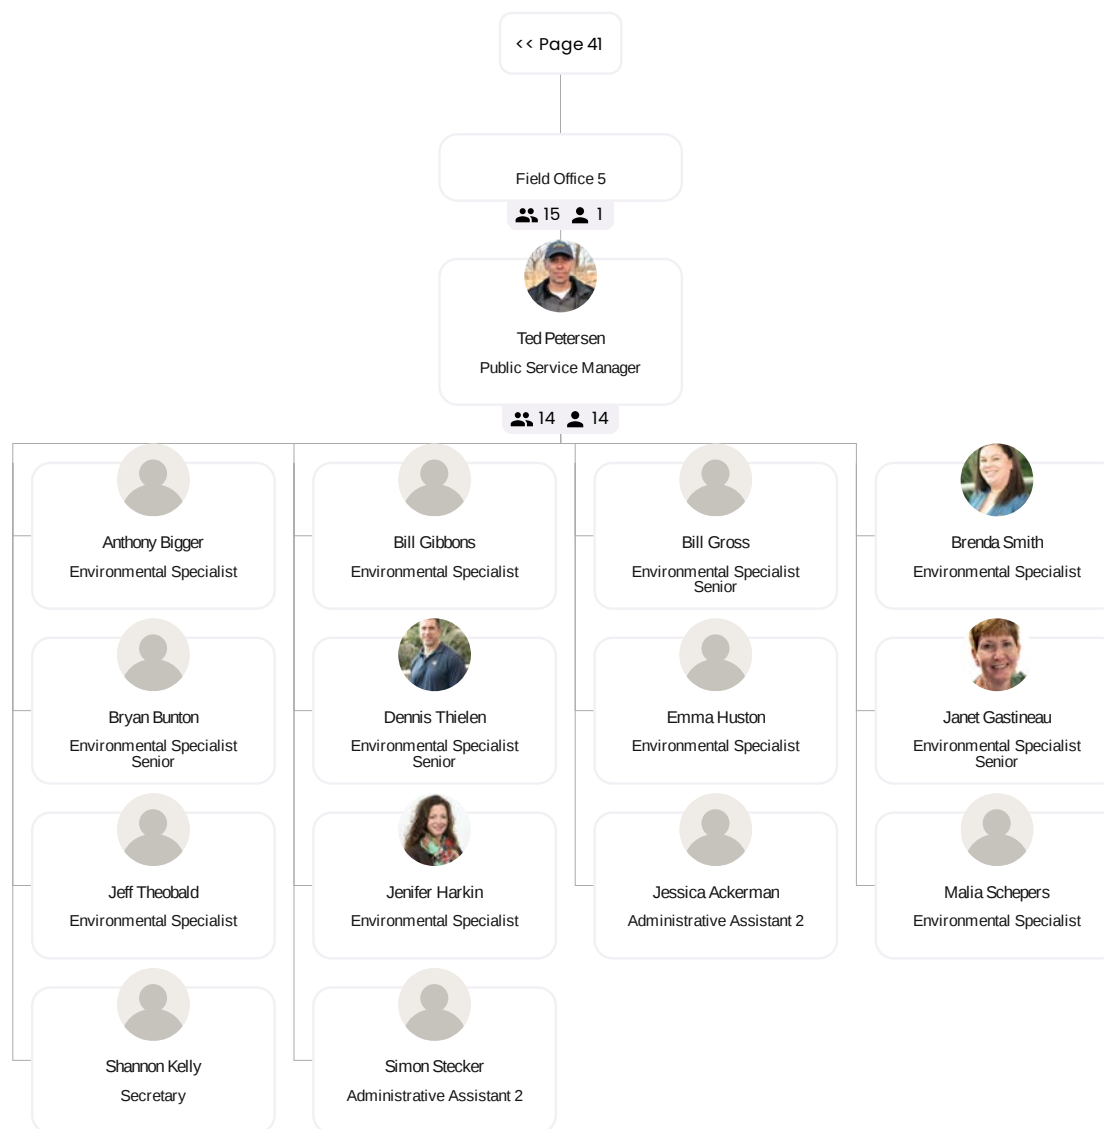 << Page 41
Field Office 5
15 1
Ted Petersen
Public Service Manager
14 14
Anthony Bigger
Environmental Specialist
Bill Gibbons
Environmental Specialist
Bill Gross
Environmental Specialist
Senior
Brenda Smith
Environmental Specialist
Bryan Bunton
Environmental Specialist
Senior
Dennis Thielen
Environmental Specialist
Senior
Emma Huston
Environmental Specialist
Janet Gastineau
Environmental Specialist
Senior
Jeff Theobald
Environmental Specialist
Jenifer Harkin
Environmental Specialist
Jessica Ackerman
Administrative Assistant 2
Malia Schepers
Environmental Specialist
Shannon Kelly
Secretary
Simon Stecker
Administrative Assistant 2